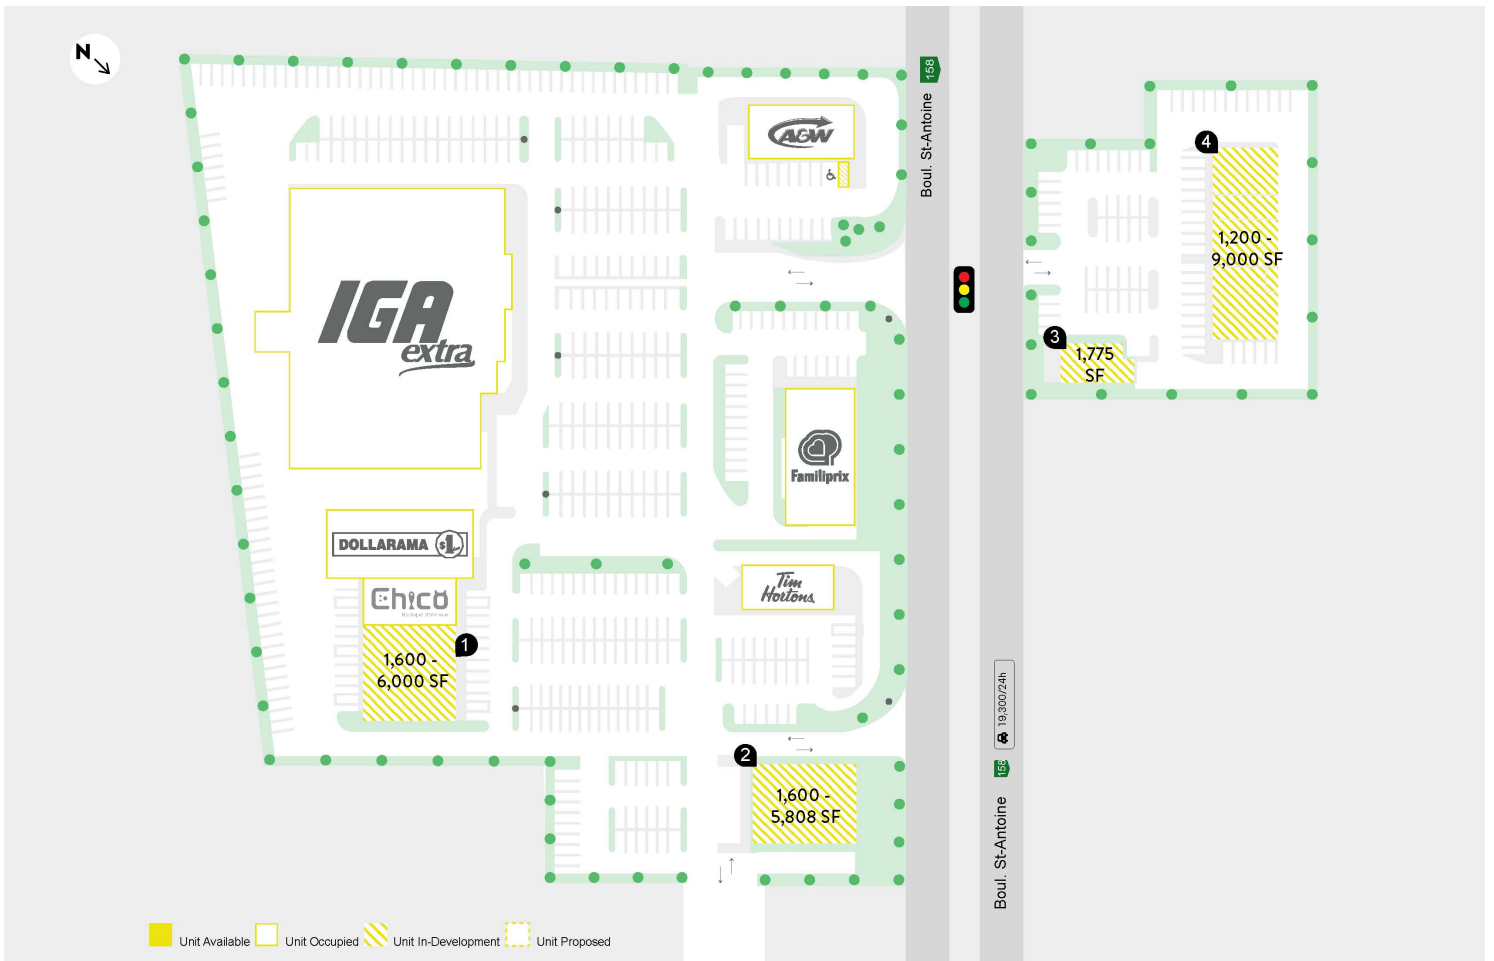 N
158
Boul. St-Antoine
A&W
4
1,200 -
9,000 SF
3
1,775
SF
IGA
extra
Familiprix
DOLLARAMA $1
Chico
1
1,600 -
6,000 SF
Tim
Hortons
2
1,600 -
5,808 SF
19,300/24h
158
Boul. St-Antoine
Unit Available
Unit Occupied
Unit In-Development
Unit Proposed